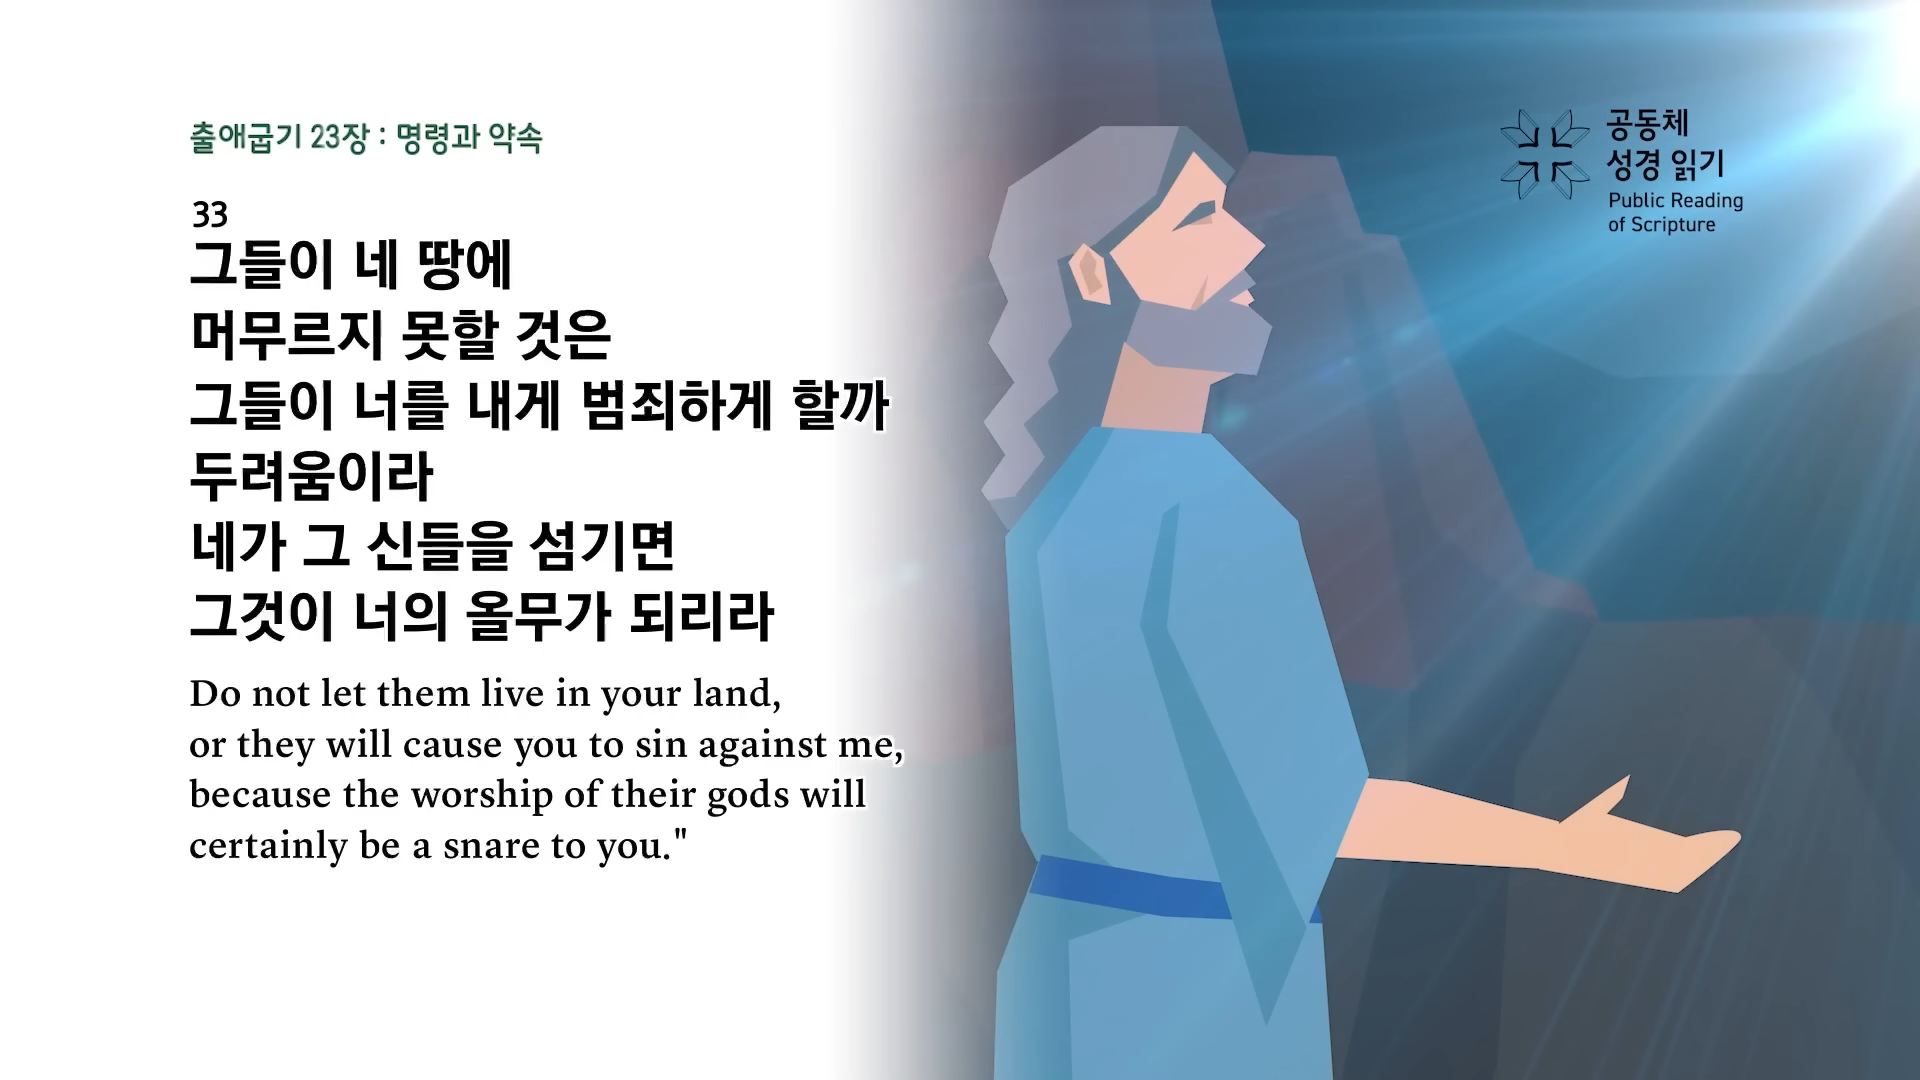 출애굽기 23장 : 명령과 약속
33
그들이 네 땅에
머무르지 못할 것은
그들이 너를 내게 범죄하게 할까
두려움이라
네가 그 신들을 섬기면
그것이 너의 올무가 되리라
Do not let them live in your land,
or they will cause you to sin against me,
because the worship of their gods will
certainly be a snare to you."
공동체
성경 읽기
Public Reading
of Scripture